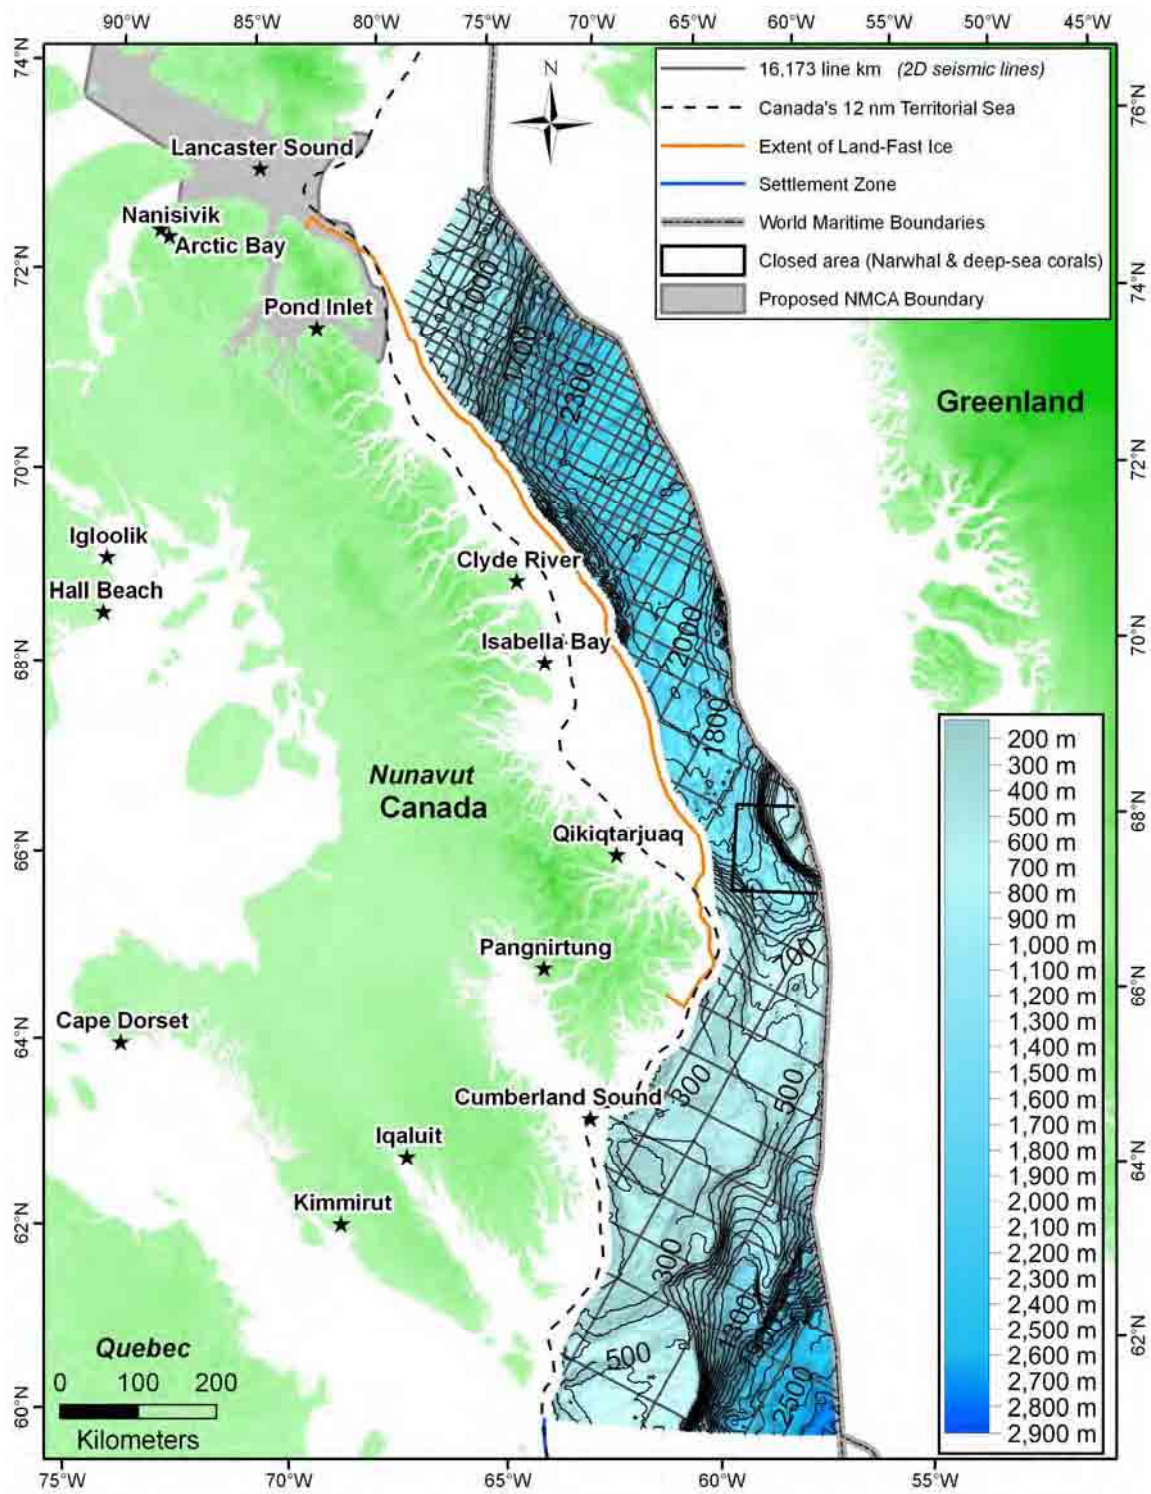 90°W 85°W 80°W 75°W 70°W 65°W 60°W 55°W 50°W 45°W
74°N
72°N
70°N
68°N
66°N
64°N
62°N
60°N
76°N
74°N
72°N
70°N
68°N
66°N
64°N
62°N
N
16,173 line km (2D seismic lines)
Canada's 12 nm Territorial Sea
Extent of Land-Fast Ice
Settlement Zone
World Maritime Boundaries
Closed area (Narwhal & deep-sea corals)
Proposed NMCA Boundary
Lancaster Sound
Nanisivik
Arctic Bay
Pond Inlet
Greenland
Igloolik
Hall Beach
Clyde River
Isabella Bay
Nunavut
Canada
Qikiqtarjuaq
Pangnirtung
Cape Dorset
Cumberland Sound
Iqaluit
Kimmirut
Quebec
1000
2300
2000
1800
300
500
300
500
2500
200 m
300 m
400 m
500 m
600 m
700 m
800 m
900 m
1,000 m
1,100 m
1,200 m
1,300 m
1,400 m
1,500 m
1,600 m
1,700 m
1,800 m
1,900 m
2,000 m
2,100 m
2,200 m
2,300 m
2,400 m
2,500 m
2,600 m
2,700 m
2,800 m
2,900 m
0 100 200
Kilometers
75°W 70°W 65°W 60°W 55°W